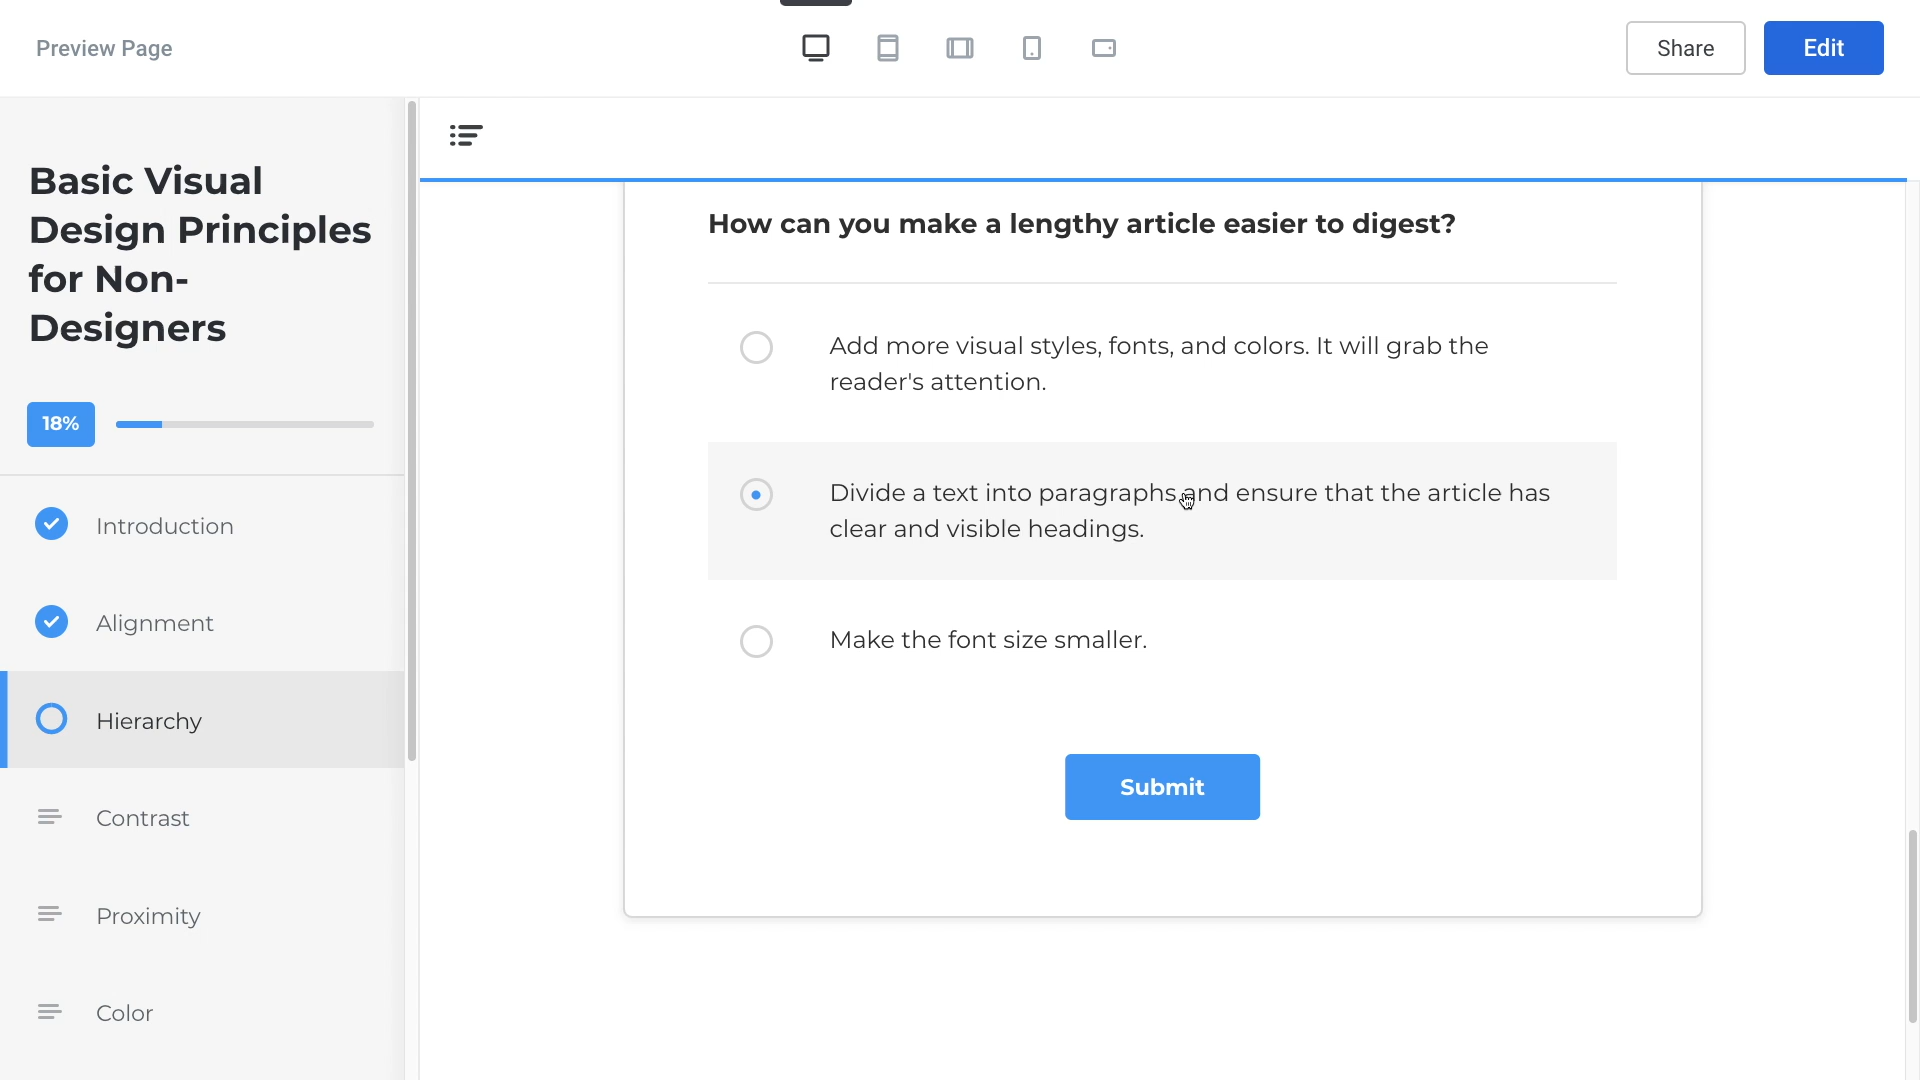 Preview Page
Share
Edit
Basic Visual
Design Principles
for Non-
Designers
18%
Introduction
Alignment
Hierarchy
Contrast
Proximity
Color
How can you make a lengthy article easier to digest?
Add more visual styles, fonts, and colors. It will grab the
reader's attention.
Divide a text into paragraphs and ensure that the article has
clear and visible headings.
Make the font size smaller.
Submit